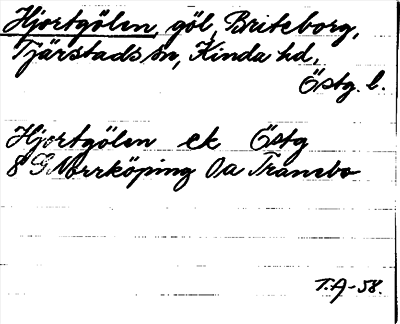 Hjortgölen, göl, Briteborg,
Tjärstads sn, Kinda hd,
Östg. l.
Hjortgölen ek Östg
8 G Norrköping Oa Tranebo
T.A-58.